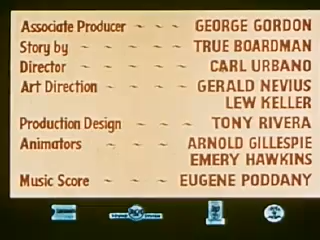 Associate Producer ~ ~ ~ GEORGE GORDON
Story by ~ ~ ~ ~ ~ TRUE BOARDMAN
Director ~ ~ ~ ~ ~ CARL URBANO
Art Direction ~ ~ ~ ~ GERALD NEVIUS
LEW KELLER
Production Design ~ ~ ~ TONY RIVERA
Animators ~ ~ ~ ~ ARNOLD GILLESPIE
EMERY HAWKINS
Music Score ~ ~ ~ ~ EUGENE PODDANY